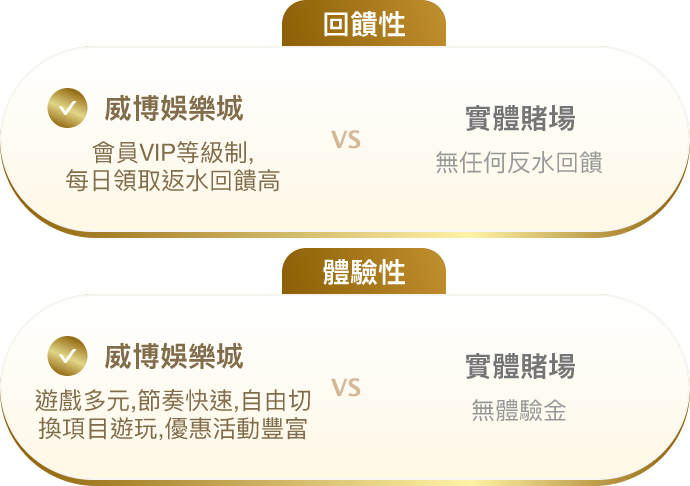 回饋性
威博娛樂城
會員VIP等級制,
每日領取返水回饋高
VS
實體賭場
無任何反水回饋
體驗性
威博娛樂城
遊戲多元,節奏快速,自由切
換項目遊玩,優惠活動豐富
VS
實體賭場
無體驗金